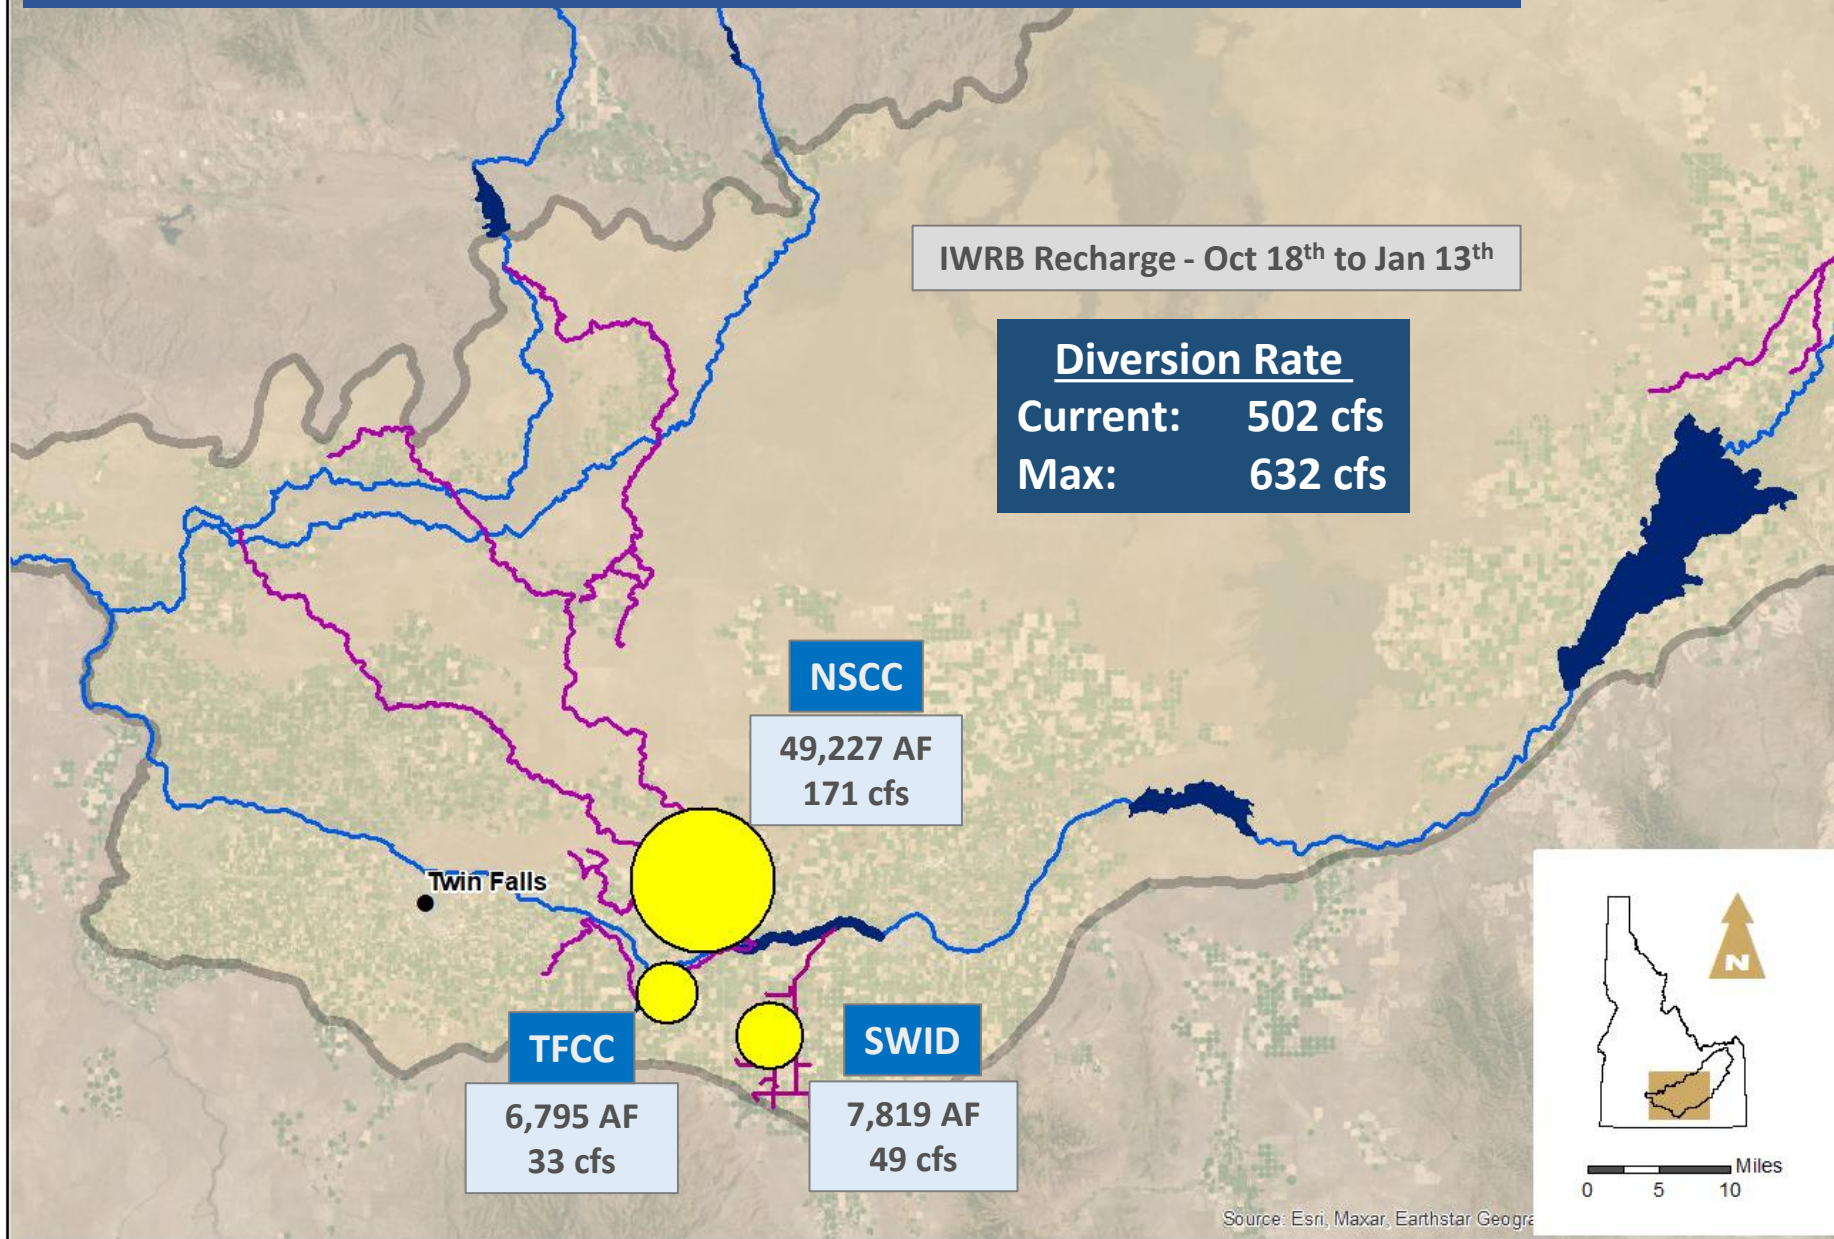 IWRB Recharge - Oct 18th to Jan 13th
Diversion Rate
Current: 502 cfs
Max: 632 cfs
NSCC
49,227 AF
171 cfs
Twin Falls
TFCC
6,795 AF
33 cfs
SWID
7,819 AF
49 cfs
N
Miles
0 5 10
Source: Esri, Maxar, Earthstar Geogra